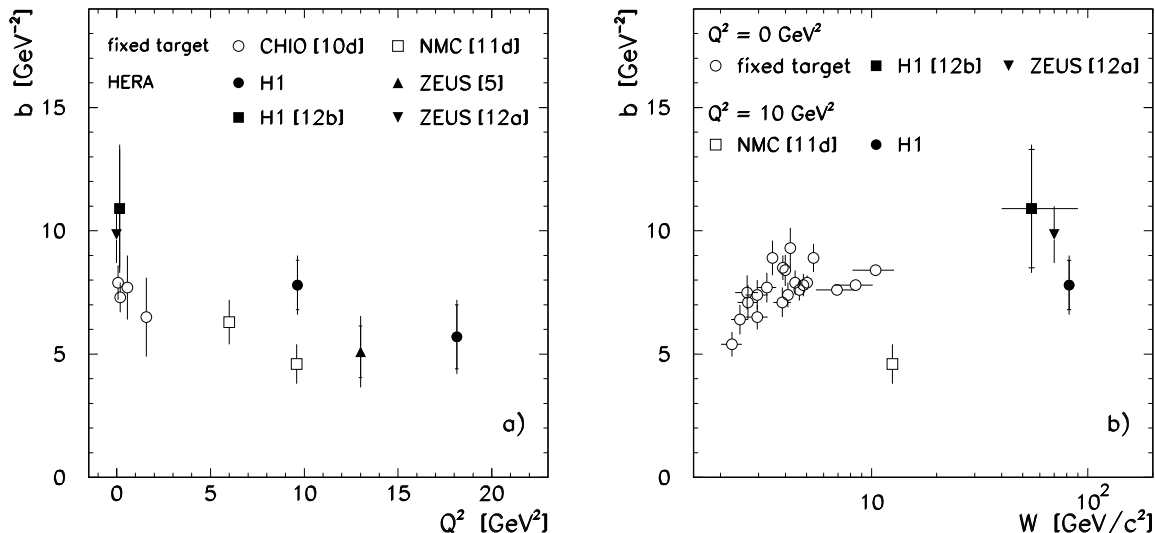 b [GeV⁻²]
fixed target ○ CHIO [10d] □ NMC [11d]
HERA ● H1 ▲ ZEUS [5]
■ H1 [12b] ▼ ZEUS [12a]
15
10
5
0
a)
0 5 10 15 20
Q² [GeV²]
b [GeV⁻²]
Q² = 0 GeV²
○ fixed target ■ H1 [12b] ▼ ZEUS [12a]
Q² = 10 GeV²
□ NMC [11d] ● H1
15
10
5
0
b)
10 10²
W [GeV/c²]